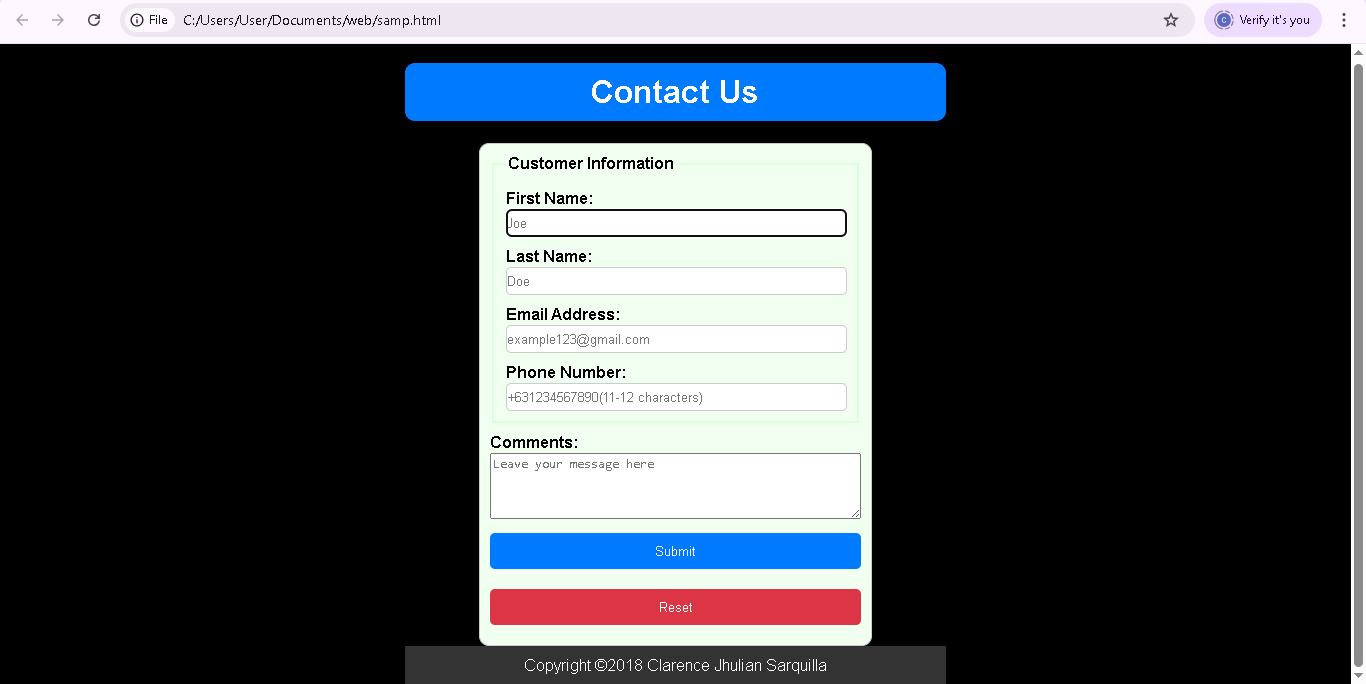 File C:/Users/User/Documents/web/samp.html C Verify it's you
Contact Us
Customer Information
First Name:
Joe
Last Name:
Doe
Email Address:
example123@gmail.com
Phone Number:
+631234567890(11-12 characters)
Comments:
Leave your message here
Submit
Reset
Copyright ©2018 Clarence Jhulian Sarquilla